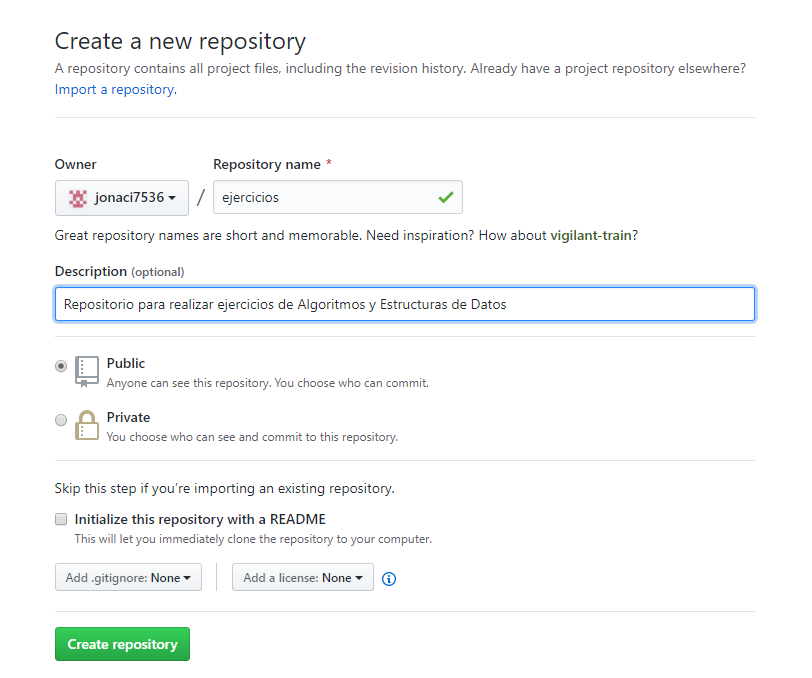 Create a new repository
A repository contains all project files, including the revision history. Already have a project repository elsewhere?
Import a repository.
Owner
Repository name *
jonaci7536 / ejercicios
Great repository names are short and memorable. Need inspiration? How about vigilant-train?
Description (optional)
Repositorio para realizar ejercicios de Algoritmos y Estructuras de Datos
Public
Anyone can see this repository. You choose who can commit.
Private
You choose who can see and commit to this repository.
Skip this step if you're importing an existing repository.
Initialize this repository with a README
This will let you immediately clone the repository to your computer.
Add .gitignore: None
Add a license: None
Create repository